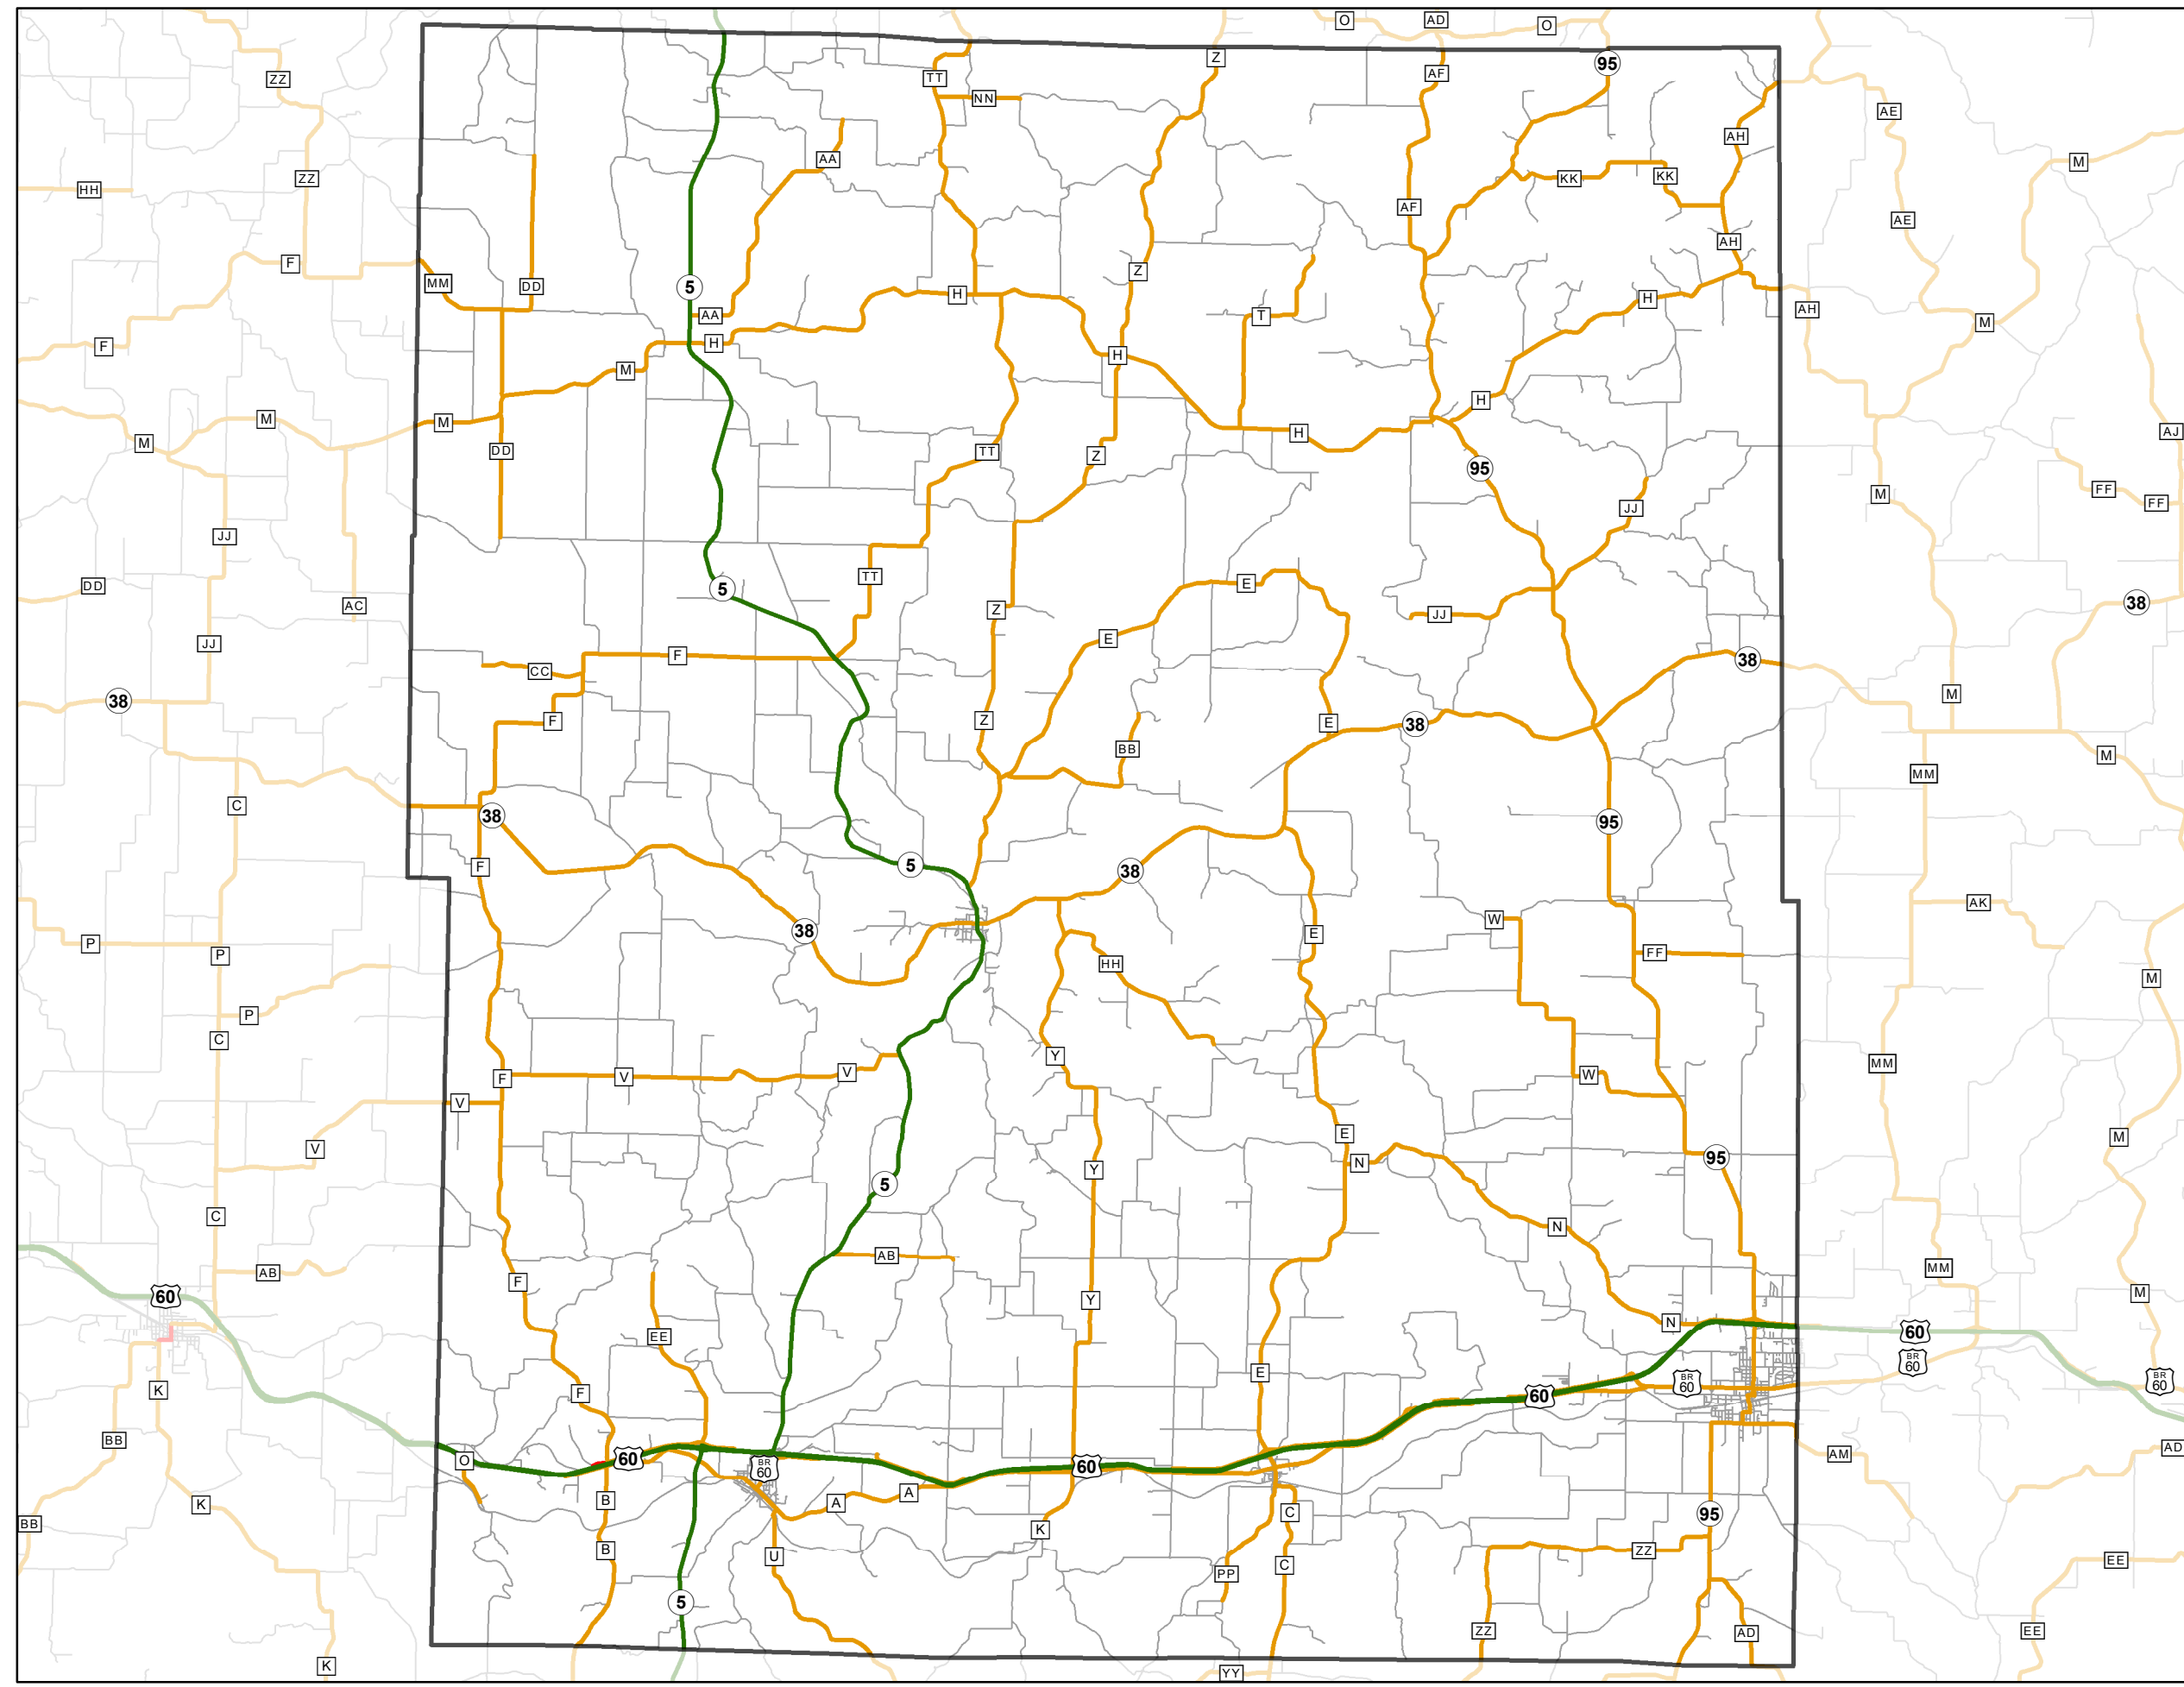 O AD O
Z
95
AF
TT
ZZ
NN
AE
AH
AA
M
ZZ
KK KK
HH
AF
AE
AH
F
Z
MM
DD
5
H
H
AH
AA
T
M
H
F
H
M
H
M
M
M
H
AJ
M
DD
TT
Z
95
FF
M
FF
JJ
JJ
TT
E
DD
5
38
AC
Z
JJ
E
JJ
F
38
CC
M
38
Z
F
E
38
BB
M
MM
C
38
95
5
F
38
AK
W
38
E
P
FF
P
HH
M
P
C
Y
MM
V
W
V
F
V
E
M
V
95
N
Y
5
C
N
AB
MM
AB
F
M
60
Y
N
60
EE
BR
60
E
BR
60
BR
60
K
F
60
BB
AD
AM
60
O
60
BR
60
A
A
B
K
C
95
BB
K
B
ZZ
U
EE
C
PP
5
ZZ
EE
AD
K
YY